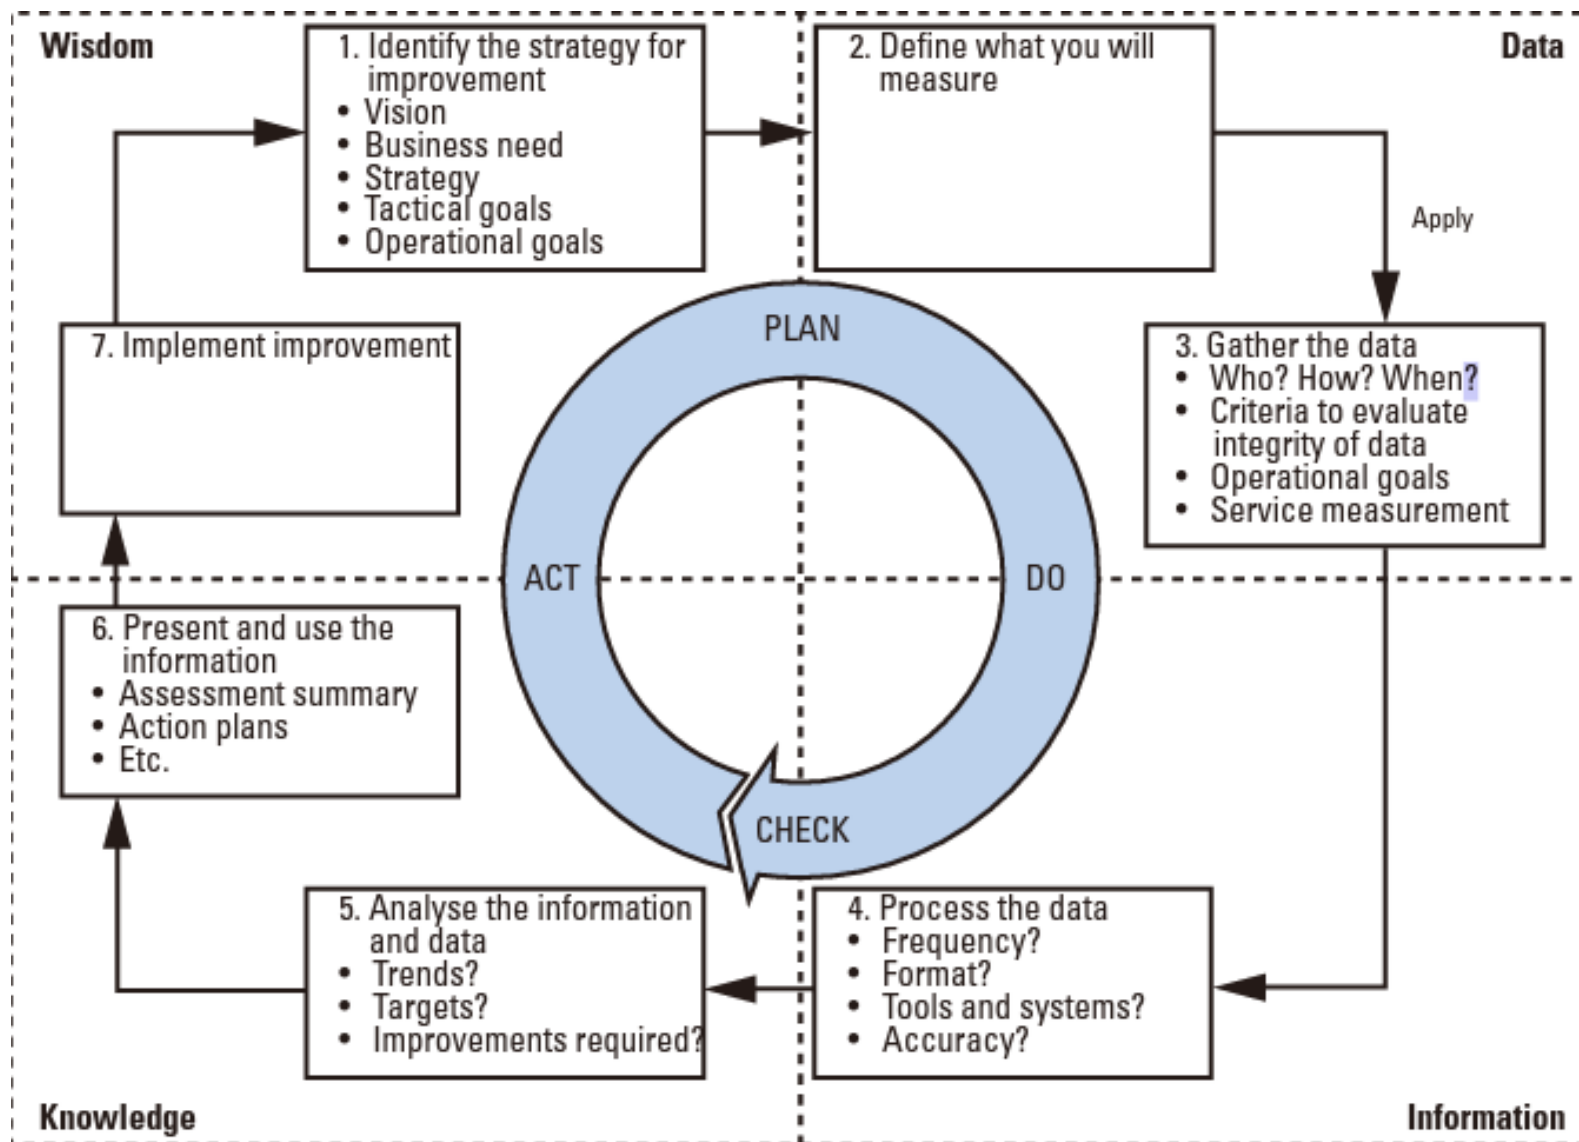 Wisdom
1. Identify the strategy for
improvement
• Vision
• Business need
• Strategy
• Tactical goals
• Operational goals
2. Define what you will
measure
Data
Apply
3. Gather the data
• Who? How? When?
• Criteria to evaluate
integrity of data
• Operational goals
• Service measurement
7. Implement improvement
PLAN
ACT
DO
CHECK
6. Present and use the
information
• Assessment summary
• Action plans
• Etc.
5. Analyse the information
and data
• Trends?
• Targets?
• Improvements required?
4. Process the data
• Frequency?
• Format?
• Tools and systems?
• Accuracy?
Knowledge
Information